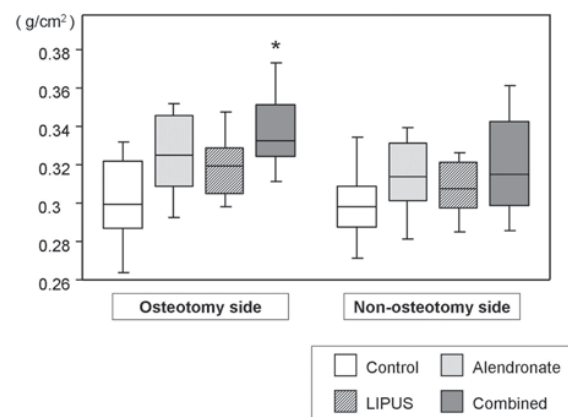 ( g/cm²)
0.38
0.36
0.34
0.32
0.3
0.28
0.26
*
Osteotomy side
Non-osteotomy side
Control
Alendronate
LIPUS
Combined